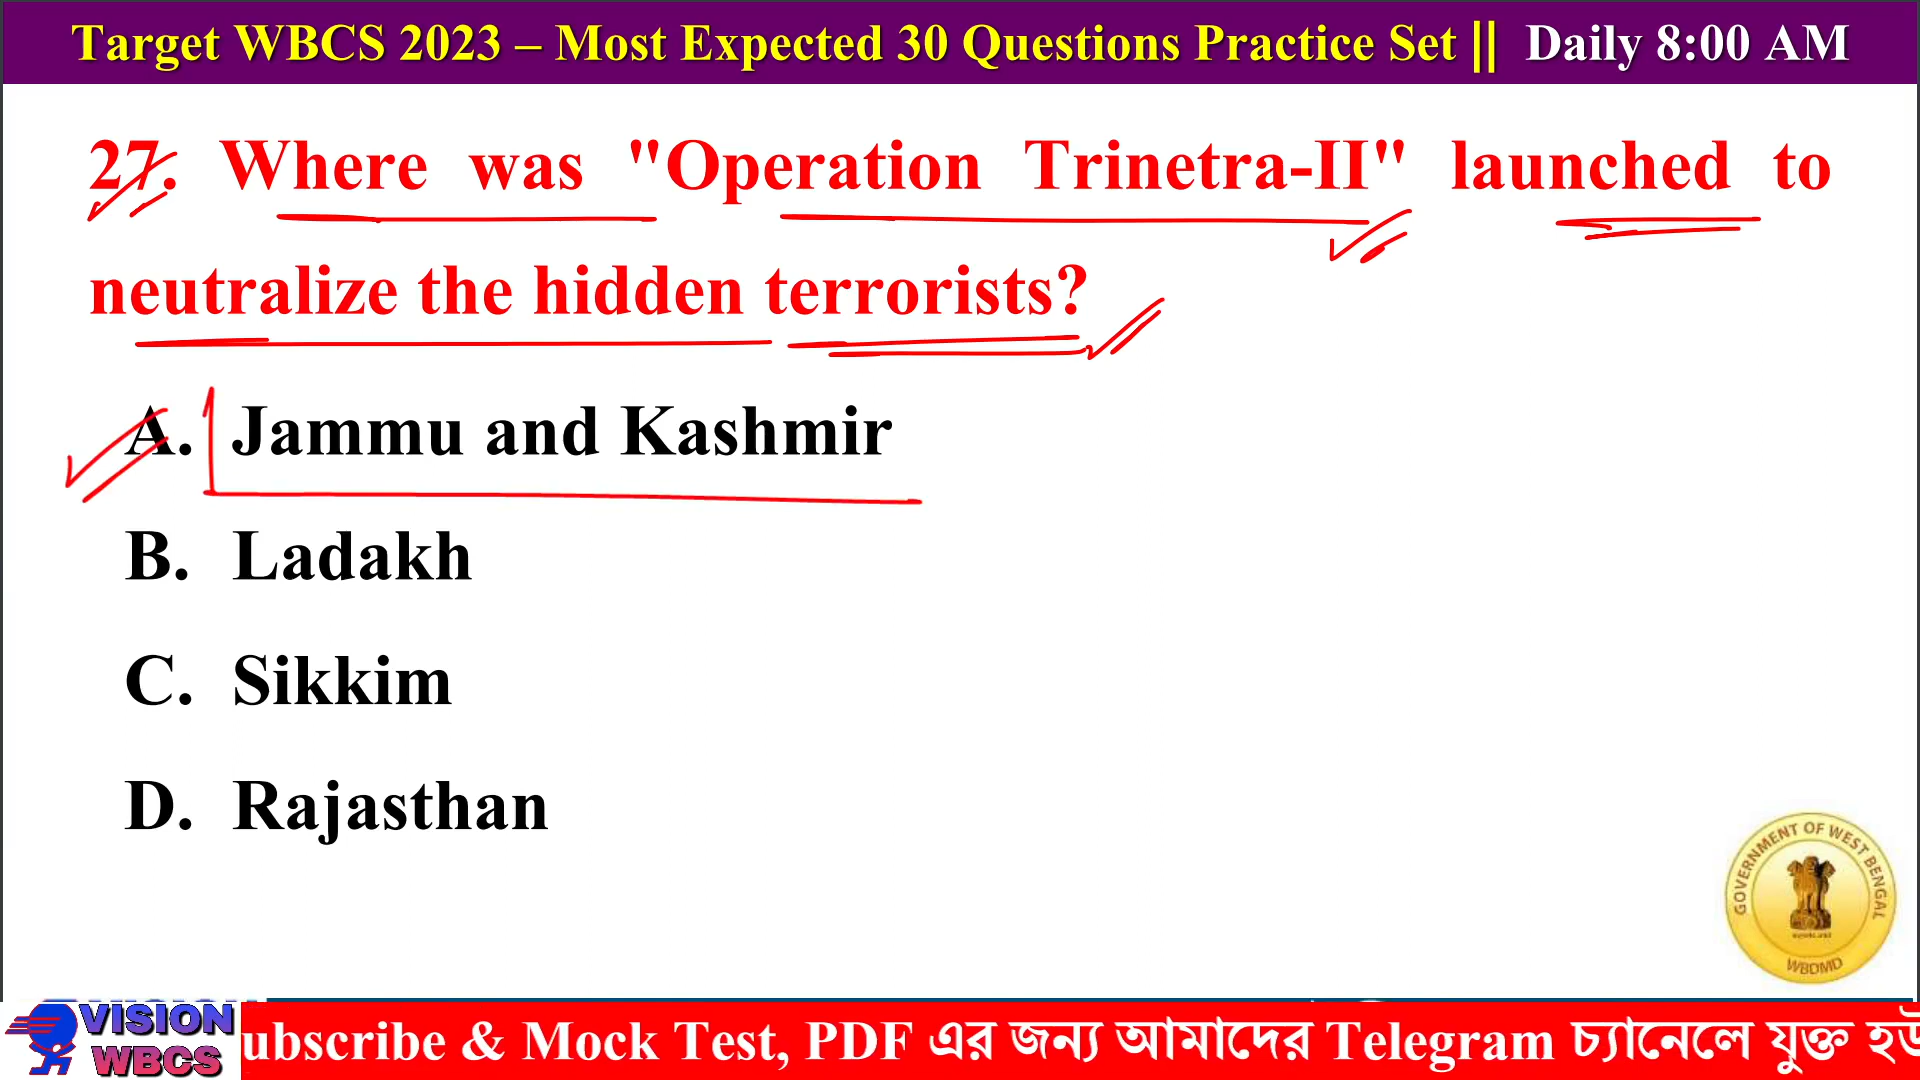 Target WBCS 2023 – Most Expected 30 Questions Practice Set || Daily 8:00 AM
27. Where was "Operation Trinetra-II" launched to
neutralize the hidden terrorists?
A. Jammu and Kashmir
B. Ladakh
C. Sikkim
D. Rajasthan
GOVERNMENT OF WEST BENGAL
WBDMD
VISION
WBCS
ubscribe & Mock Test, PDF এর জন্য আমাদের Telegram চ্যানেলে যুক্ত হউ